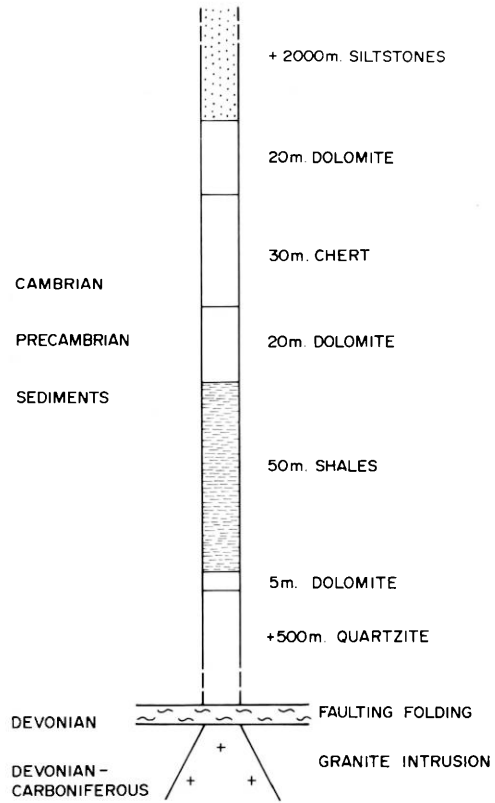 + 2000m. SILTSTONES
20m. DOLOMITE
30m. CHERT
CAMBRIAN
PRECAMBRIAN
20m. DOLOMITE
SEDIMENTS
50m. SHALES
5m. DOLOMITE
+500m. QUARTZITE
DEVONIAN
FAULTING FOLDING
DEVONIAN-
CARBONIFEROUS
GRANITE INTRUSION